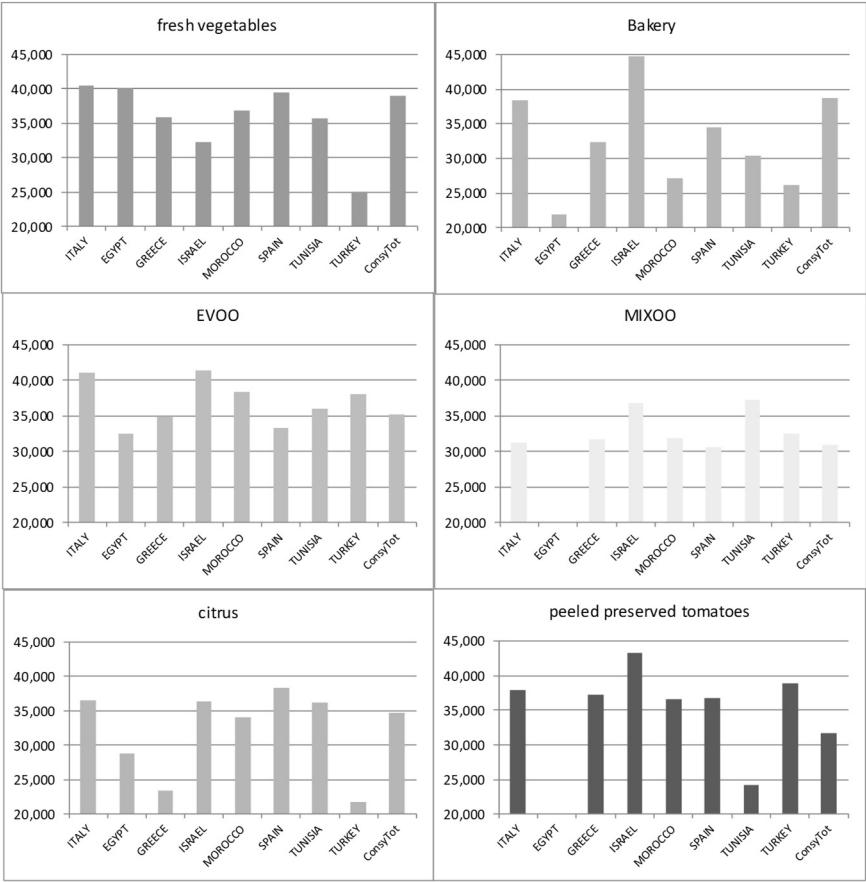 fresh vegetables
45,000
40,000
35,000
30,000
25,000
20,000
ITALY
EGYPT
GREECE
ISRAEL
MOROCCO
SPAIN
TUNISIA
TURKEY
ConsyTot
Bakery
45,000
40,000
35,000
30,000
25,000
20,000
ITALY
EGYPT
GREECE
ISRAEL
MOROCCO
SPAIN
TUNISIA
TURKEY
ConsyTot
EVOO
45,000
40,000
35,000
30,000
25,000
20,000
ITALY
EGYPT
GREECE
ISRAEL
MOROCCO
SPAIN
TUNISIA
TURKEY
ConsyTot
MIXOO
45,000
40,000
35,000
30,000
25,000
20,000
ITALY
EGYPT
GREECE
ISRAEL
MOROCCO
SPAIN
TUNISIA
TURKEY
ConsyTot
citrus
45,000
40,000
35,000
30,000
25,000
20,000
ITALY
EGYPT
GREECE
ISRAEL
MOROCCO
SPAIN
TUNISIA
TURKEY
ConsyTot
peeled preserved tomatoes
45,000
40,000
35,000
30,000
25,000
20,000
ITALY
EGYPT
GREECE
ISRAEL
MOROCCO
SPAIN
TUNISIA
TURKEY
ConsyTot